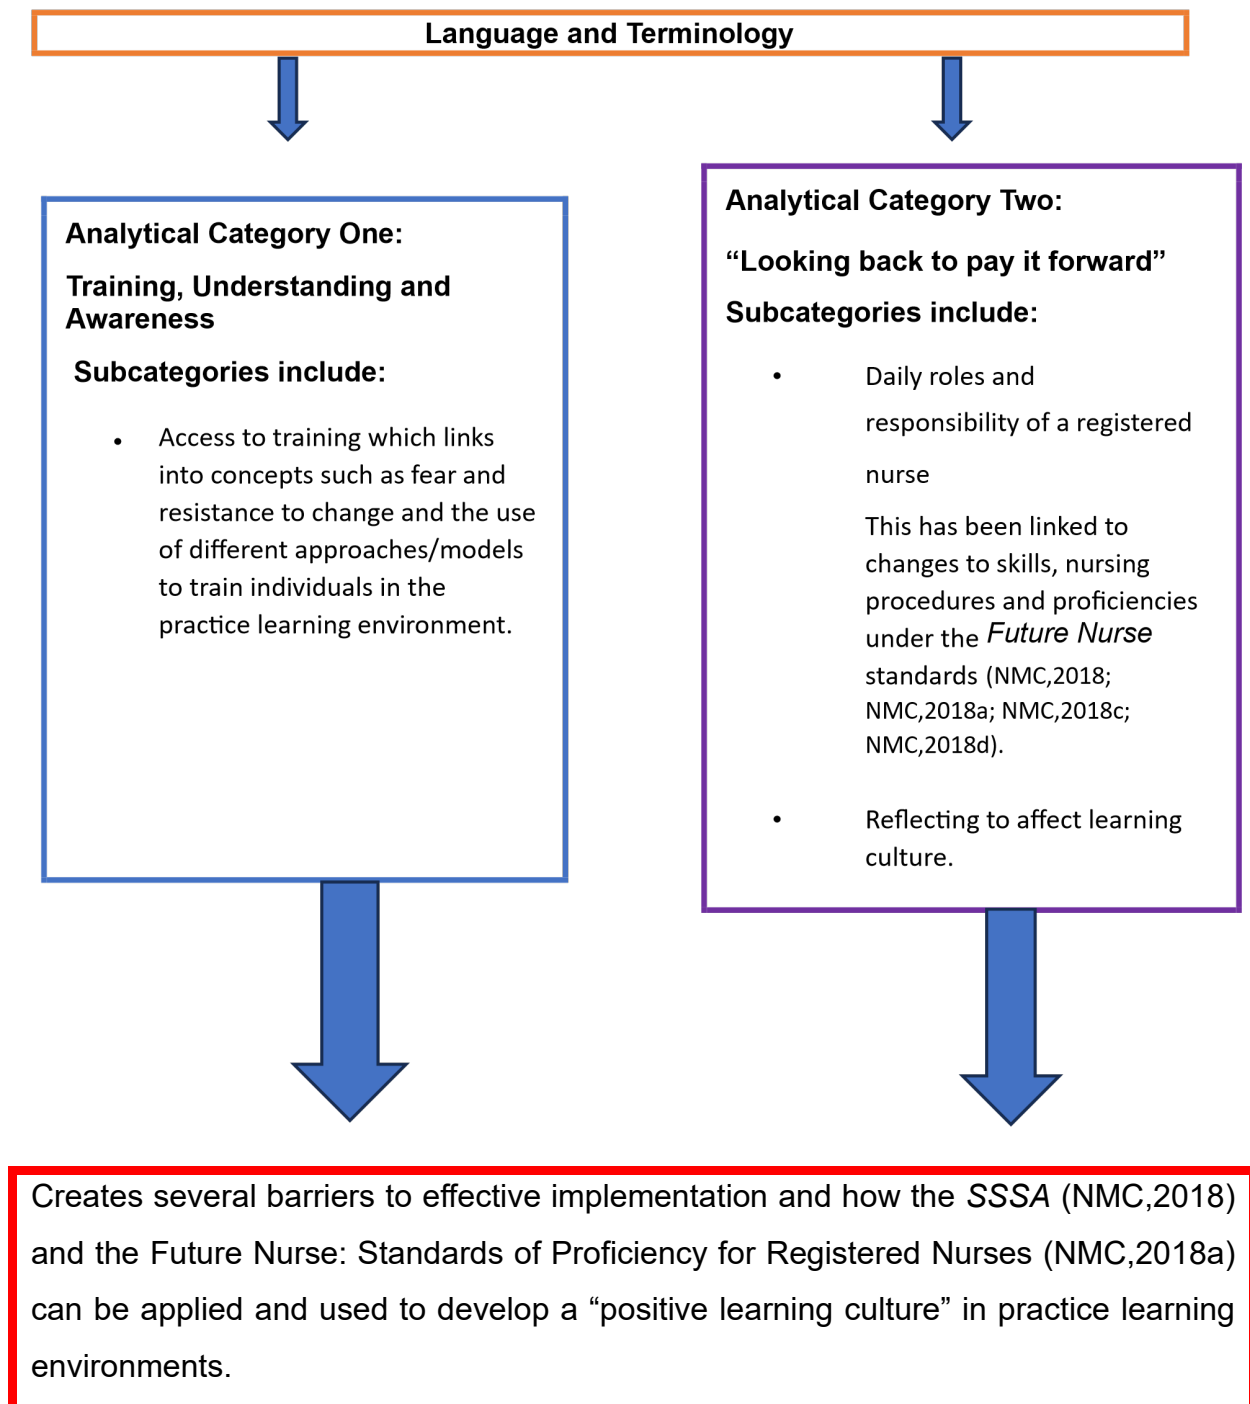 Language and Terminology
Analytical Category One:
Training, Understanding and
Awareness
Subcategories include:
• Access to training which links
into concepts such as fear and
resistance to change and the use
of different approaches/models
to train individuals in the
practice learning environment.
Analytical Category Two:
“Looking back to pay it forward”
Subcategories include:
• Daily roles and
responsibility of a registered
nurse
This has been linked to
changes to skills, nursing
procedures and proficiencies
under the Future Nurse
standards (NMC,2018;
NMC,2018a; NMC,2018c;
NMC,2018d).
• Reflecting to affect learning
culture.
Creates several barriers to effective implementation and how the SSSA (NMC,2018)
and the Future Nurse: Standards of Proficiency for Registered Nurses (NMC,2018a)
can be applied and used to develop a “positive learning culture” in practice learning
environments.